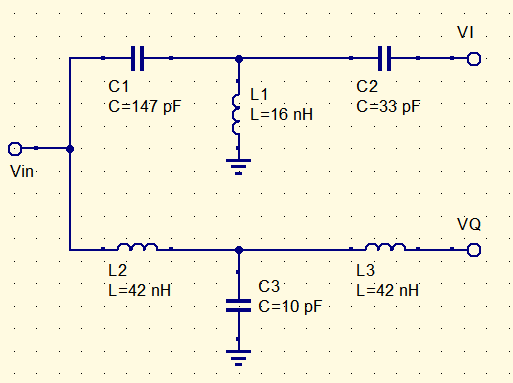 VI
C1
C=147 pF
L1
L=16 nH
C2
C=33 pF
Vin
VQ
L2
L=42 nH
C3
C=10 pF
L3
L=42 nH